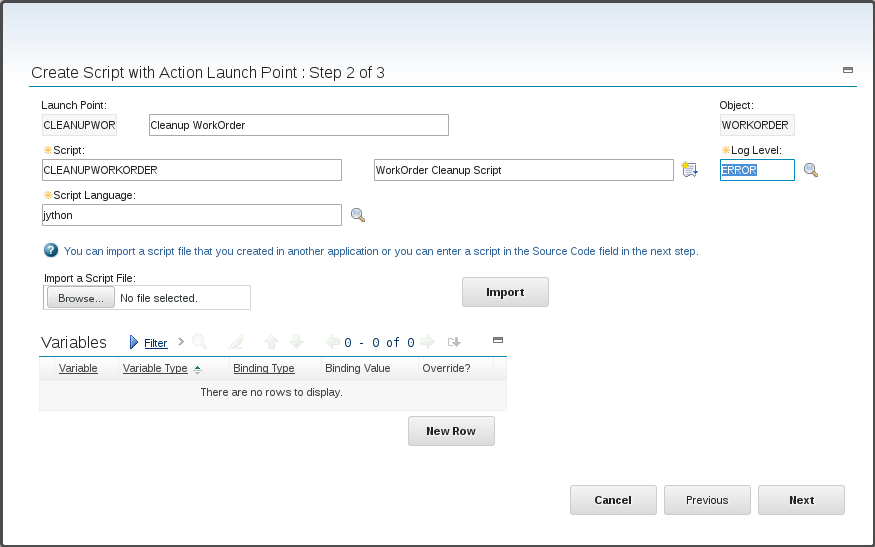 Create Script with Action Launch Point : Step 2 of 3
Launch Point:
Object:
CLEANUPWOR
Cleanup WorkOrder
WORKORDER
Script:
Log Level:
CLEANUPWORKORDER
WorkOrder Cleanup Script
ERROR
Script Language:
jython
You can import a script file that you created in another application or you can enter a script in the Source Code field in the next step.
Import a Script File:
Browse... No file selected.
Import
Variables Filter 0 - 0 of 0
Variable Variable Type Binding Type Binding Value Override?
There are no rows to display.
New Row
Cancel Previous Next